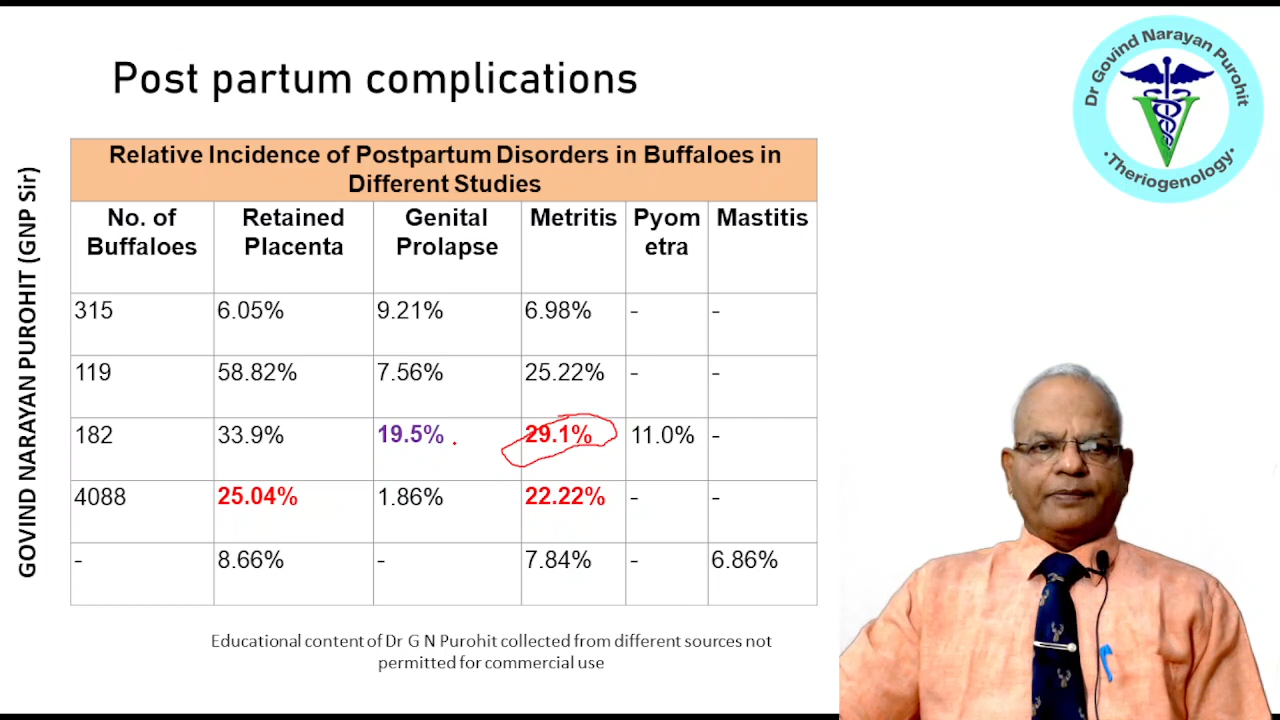 Post partum complications
Dr Govind Narayan Purohit
•Theriogenology•
GOVIND NARAYAN PUROHIT (GNP Sir)
Relative Incidence of Postpartum Disorders in Buffaloes in
Different Studies
No. of Buffaloes Retained Placenta Genital Prolapse Metritis Pyom etra Mastitis
315 6.05% 9.21% 6.98% - -
119 58.82% 7.56% 25.22% - -
182 33.9% 19.5% 29.1% 11.0% -
4088 25.04% 1.86% 22.22% - -
- 8.66% - 7.84% - 6.86%
Educational content of Dr G N Purohit collected from different sources not
permitted for commercial use